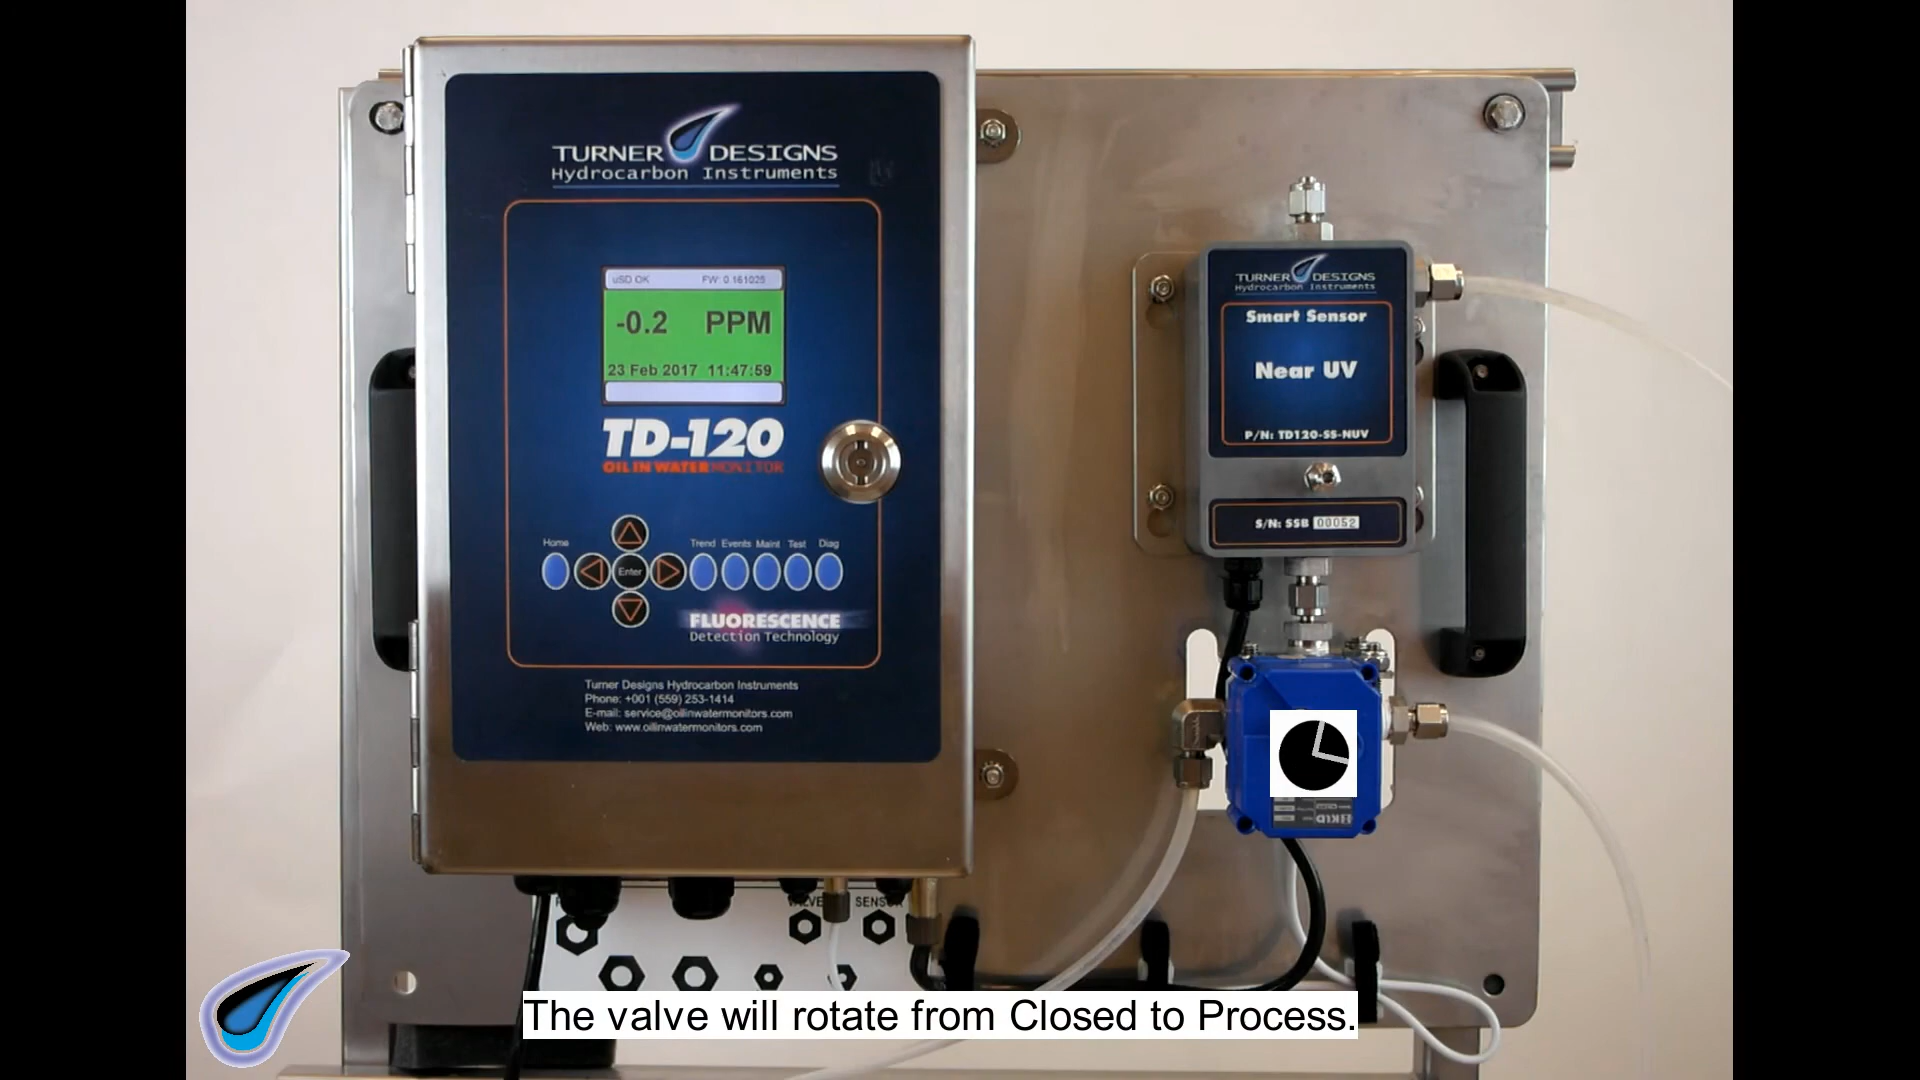 TURNER DESIGNS
Hydrocarbon Instruments
uSD OK FW: 0.161025
-0.2 PPM
23 Feb 2017 11:47:59
TD-120
OIL IN WATER MONITOR
Home
Trend Events Maint Test Diag
Enter
FLUORESCENCE
Detection Technology
Turner Designs Hydrocarbon Instruments
Phone: +001 (559) 253-1414
E-mail: service@oilinwatermonitors.com
Web: www.oilinwatermonitors.com
TURNER DESIGNS
Hydrocarbon Instruments
Smart Sensor
Near UV
P/N: TD120-SS-NUV
S/N: SSB 00052
KLD
VALVE SENSOR
The valve will rotate from Closed to Process.